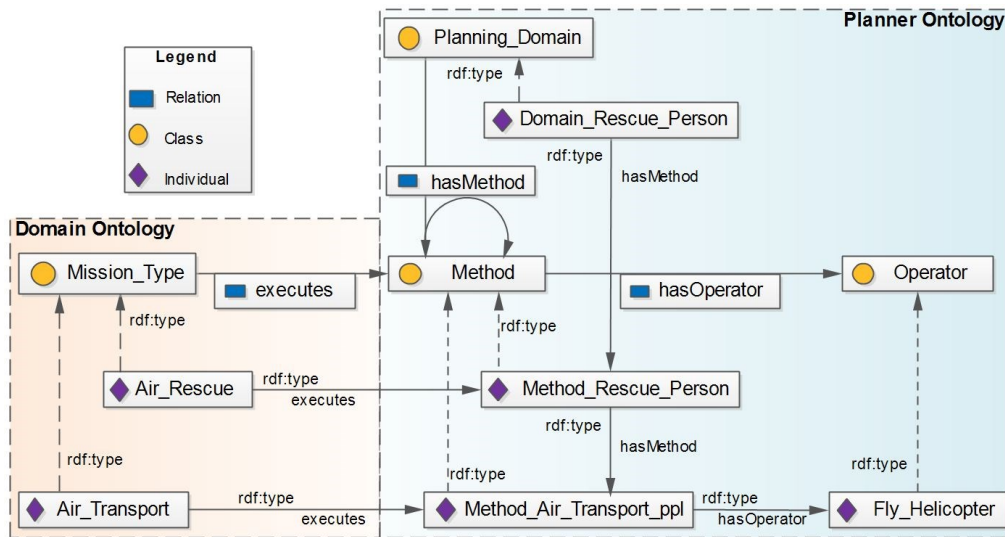 Planner Ontology
Legend
Relation
Class
Individual
Planning_Domain
rdf:type
Domain_Rescue_Person
rdf:type
hasMethod
hasMethod
Domain Ontology
Mission_Type
executes
Method
hasOperator
Operator
rdf:type
rdf:type
Air_Rescue
rdf:type
executes
Method_Rescue_Person
rdf:type
hasMethod
rdf:type
rdf:type
rdf:type
Air_Transport
rdf:type
executes
Method_Air_Transport_ppl
rdf:type
hasOperator
Fly_Helicopter